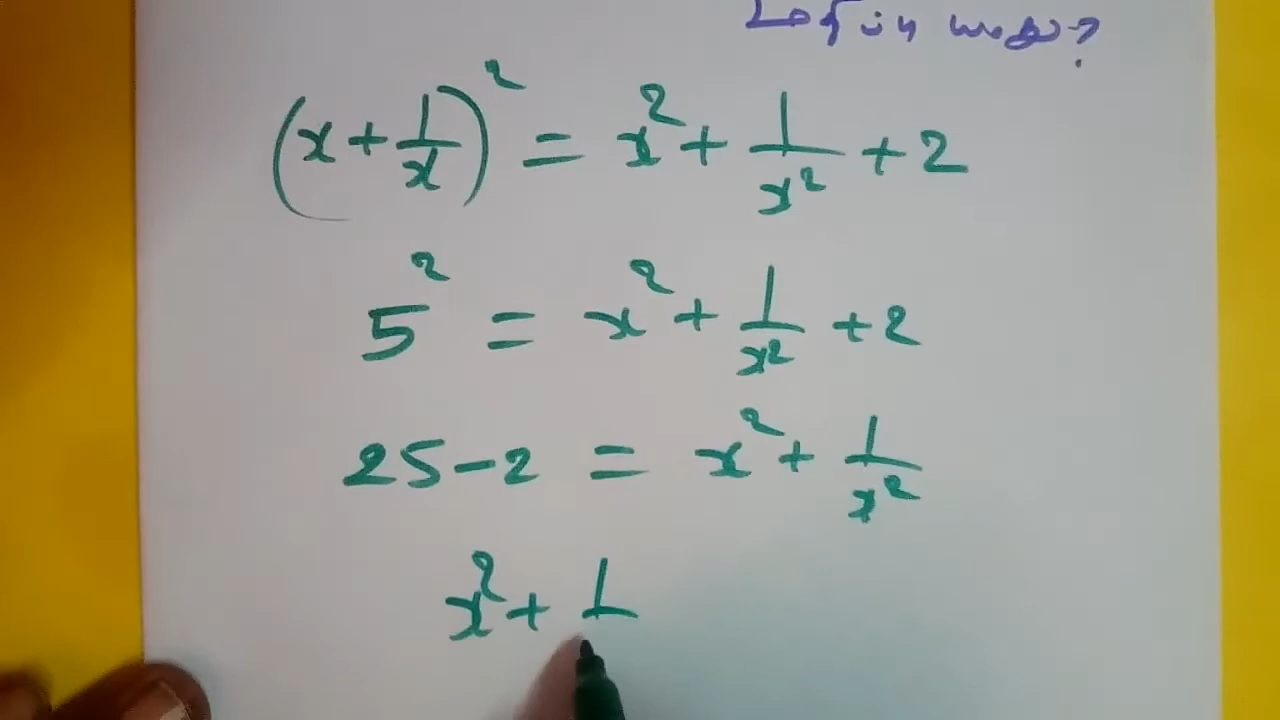 (x + 1/x)² = x² + 1/x² + 2
5² = x² + 1/x² + 2
25 - 2 = x² + 1/x²
x² + 1